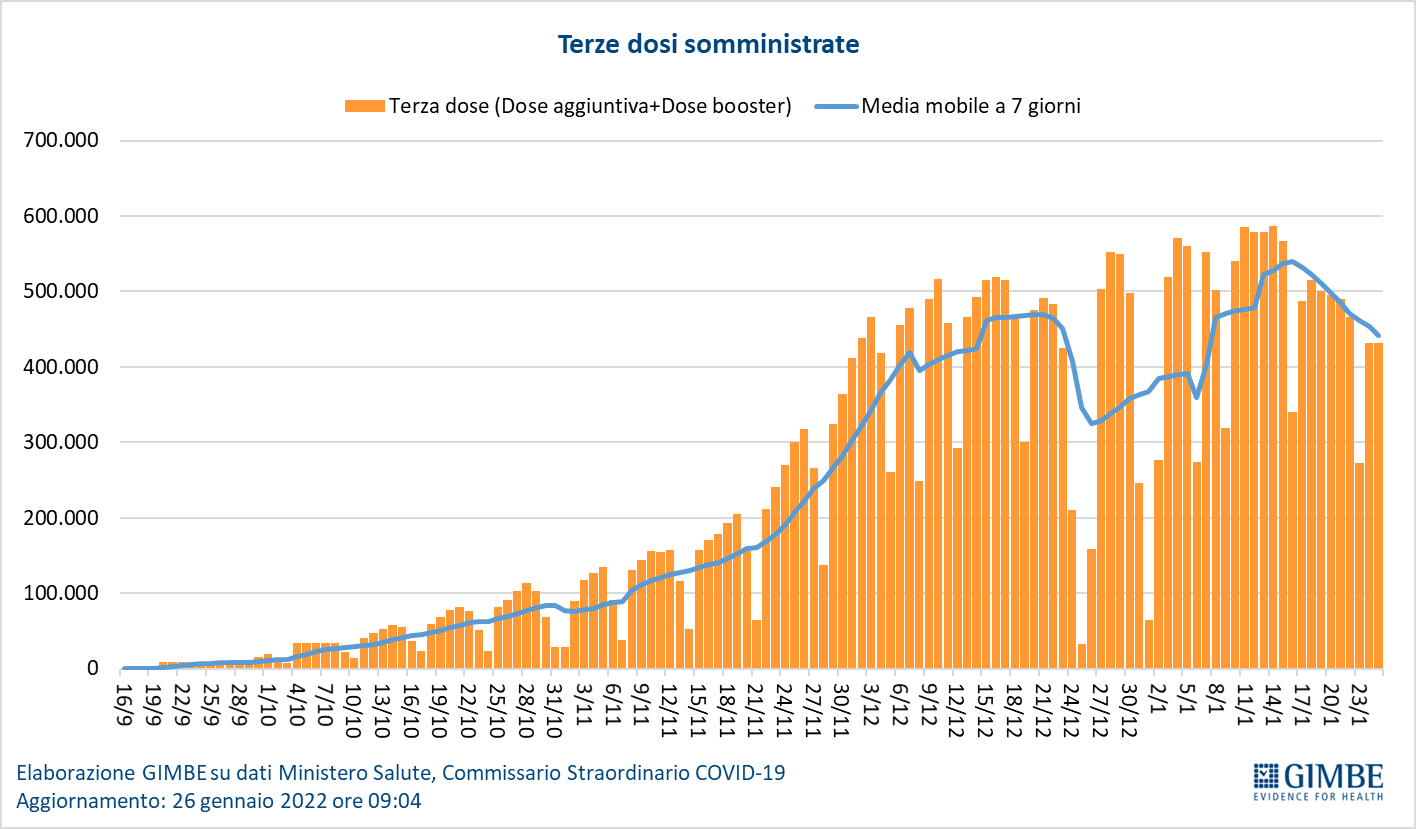 Terze dosi somministrate
Terza dose (Dose aggiuntiva+Dose booster) Media mobile a 7 giorni
700.000
600.000
500.000
400.000
300.000
200.000
100.000
0
16/9 19/9 22/9 25/9 28/9 1/10 4/10 7/10 10/10 13/10 16/10 19/10 22/10 25/10 28/10 31/10 3/11 6/11 9/11 12/11 15/11 18/11 21/11 24/11 27/11 30/11 3/12 6/12 9/12 12/12 15/12 18/12 21/12 24/12 27/12 30/12 2/1 5/1 8/1 11/1 14/1 17/1 20/1 23/1
Elaborazione GIMBE su dati Ministero Salute, Commissario Straordinario COVID-19
Aggiornamento: 26 gennaio 2022 ore 09:04
GIMBE
EVIDENCE FOR HEALTH